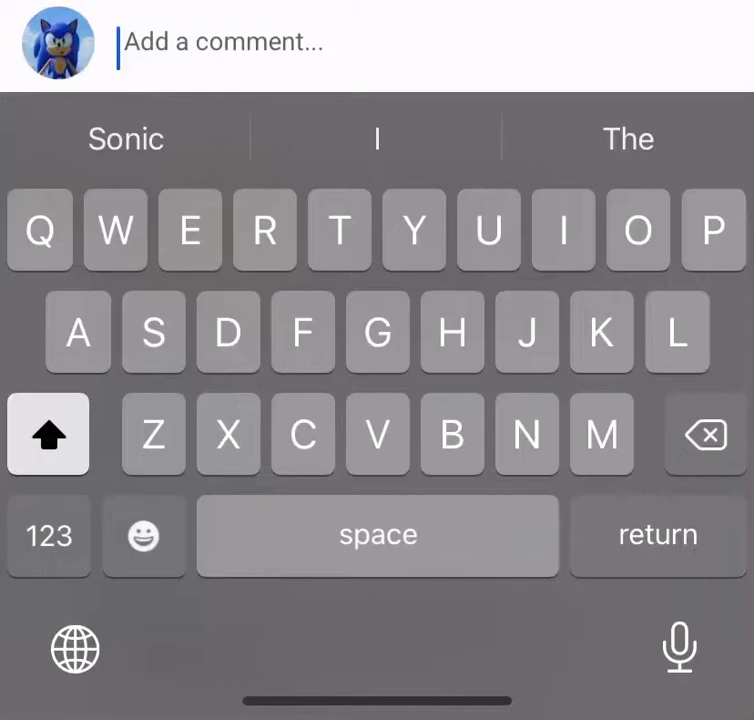 Add a comment...
Sonic I The
Q W E R T Y U I O P
A S D F G H J K L
Z X C V B N M
123 space return